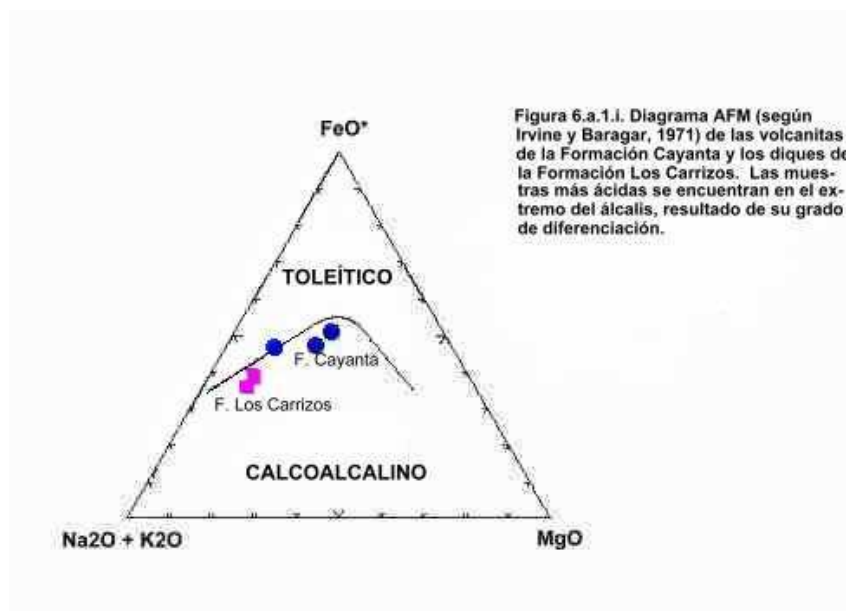 Figura 6.a.1.i. Diagrama AFM (según
Irvine y Baragar, 1971) de las volcanitas
de la Formación Cayanta y los diques de
la Formación Los Carrizos. Las mues-
tras más ácidas se encuentran en el ex-
tremo del álcalis, resultado de su grado
de diferenciación.
FeO*
TOLEÍTICO
F. Cayanta
F. Los Carrizos
CALCOALCALINO
Na2O + K2O
MgO